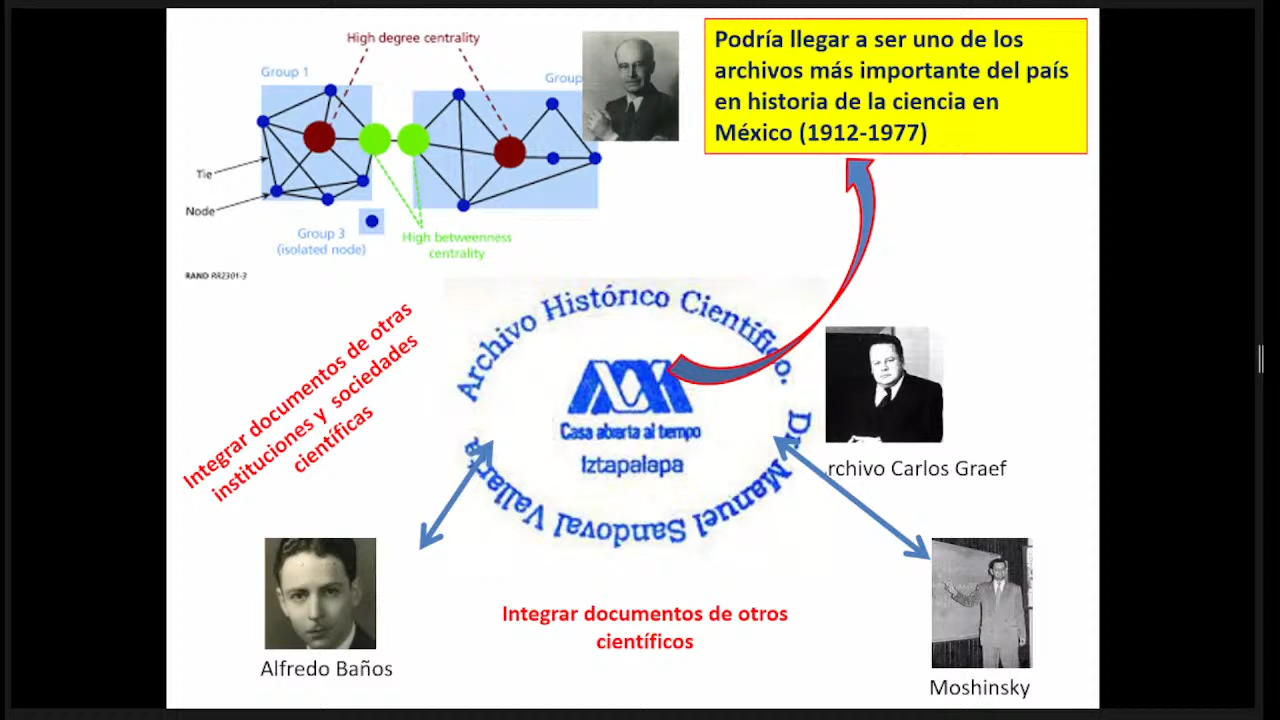 High degree centrality
Group 1
Group
Tie
Node
Group 3
(isolated node)
High betweenness
centrality
RAND RR2301-3
Podría llegar a ser uno de los
archivos más importante del país
en historia de la ciencia en
México (1912-1977)
Integrar documentos de otras
instituciones y sociedades
científicas
Archivo Histórico Científico.
Dr. Manuel Sandoval Vallarta
Casa abierta al tiempo
Iztapalapa
rchivo Carlos Graef
Alfredo Baños
Integrar documentos de otros
científicos
Moshinsky